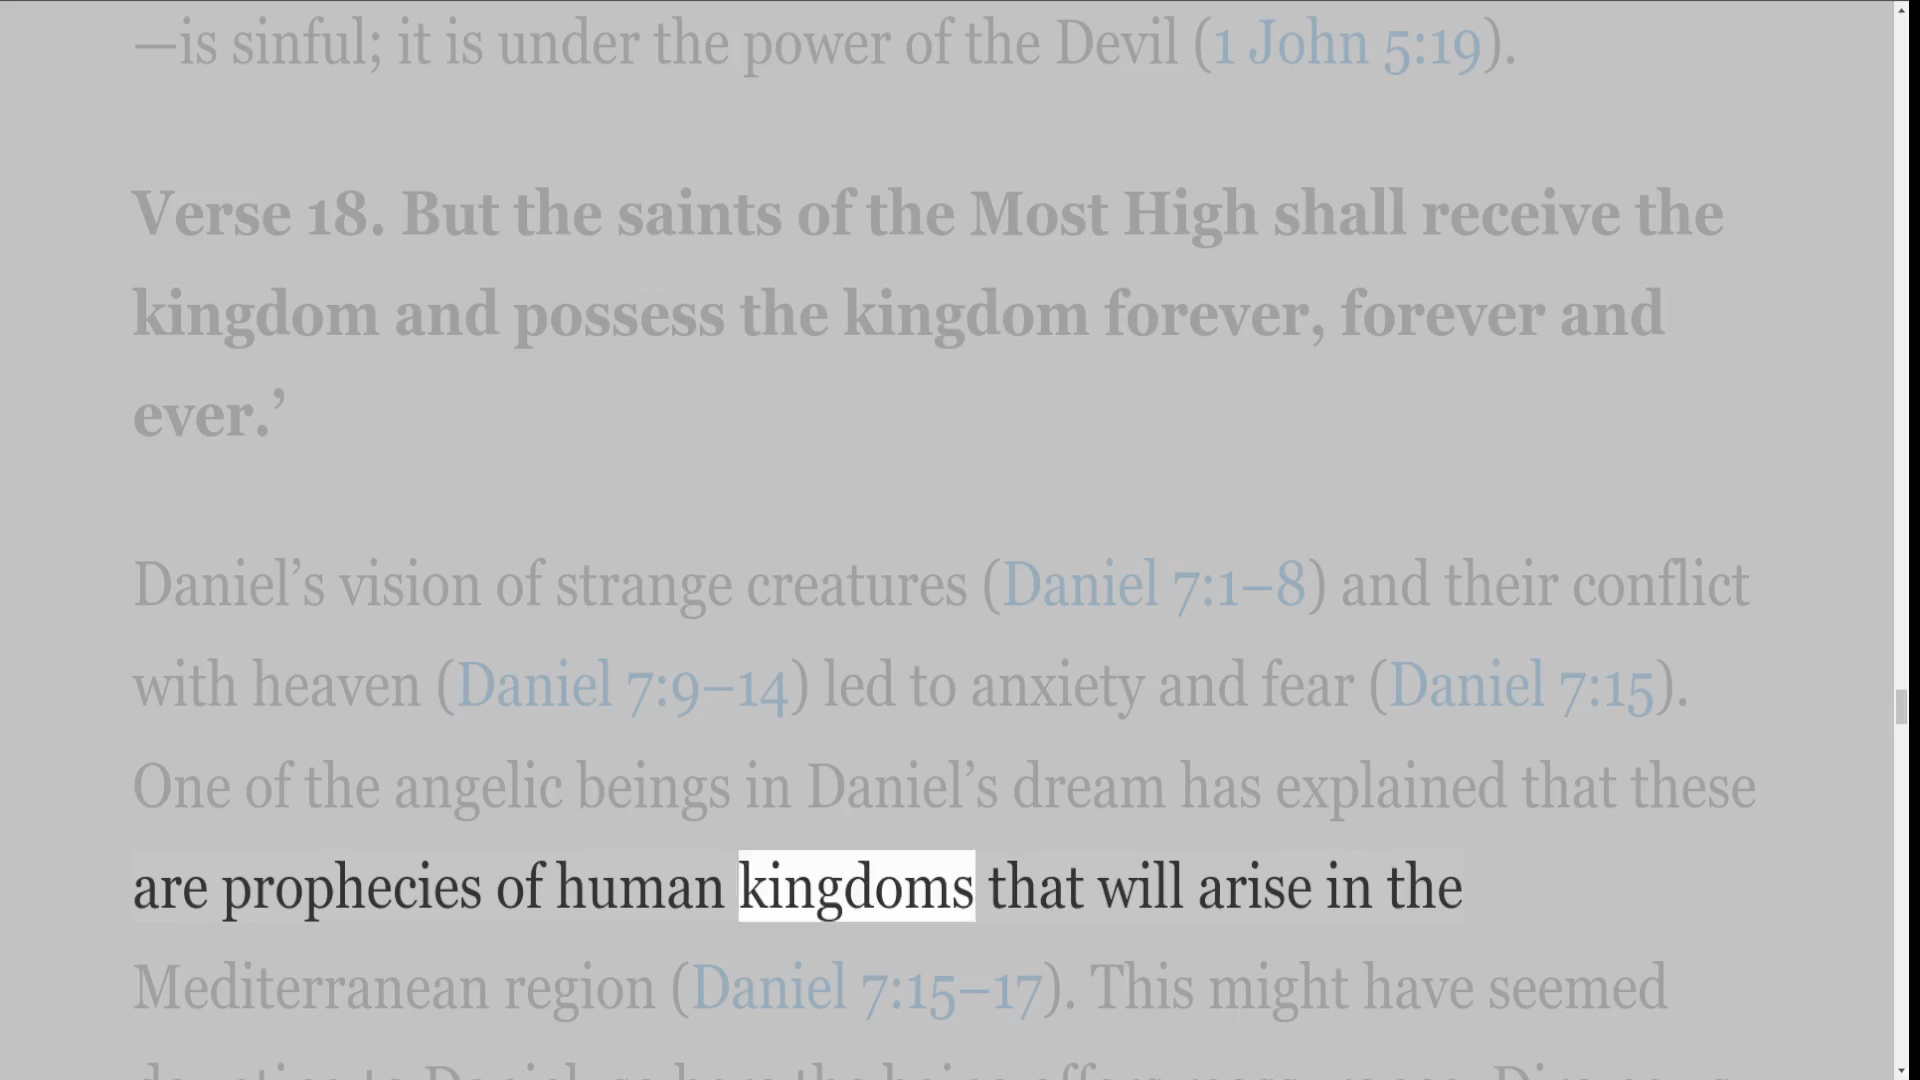 —is sinful; it is under the power of the Devil (1 John 5:19).
Verse 18. But the saints of the Most High shall receive the
kingdom and possess the kingdom forever, forever and
ever.’
Daniel’s vision of strange creatures (Daniel 7:1–8) and their conflict
with heaven (Daniel 7:9–14) led to anxiety and fear (Daniel 7:15).
One of the angelic beings in Daniel’s dream has explained that these
are prophecies of human kingdoms that will arise in the
Mediterranean region (Daniel 7:15–17). This might have seemed